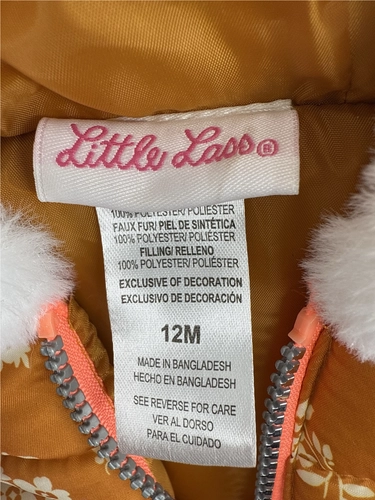 Little Lass®
100% POLYESTER/ POLIÉSTER
FAUX FUR/ PIEL DE SINTÉTICA
100% POLYESTER/ POLIÉSTER
FILLING/ RELLENO
100% POLYESTER/ POLIÉSTER
EXCLUSIVE OF DECORATION
EXCLUSIVO DE DECORACIÓN
12M
MADE IN BANGLADESH
HECHO EN BANGLADESH
SEE REVERSE FOR CARE
VER AL DORSO
PARA EL CUIDADO